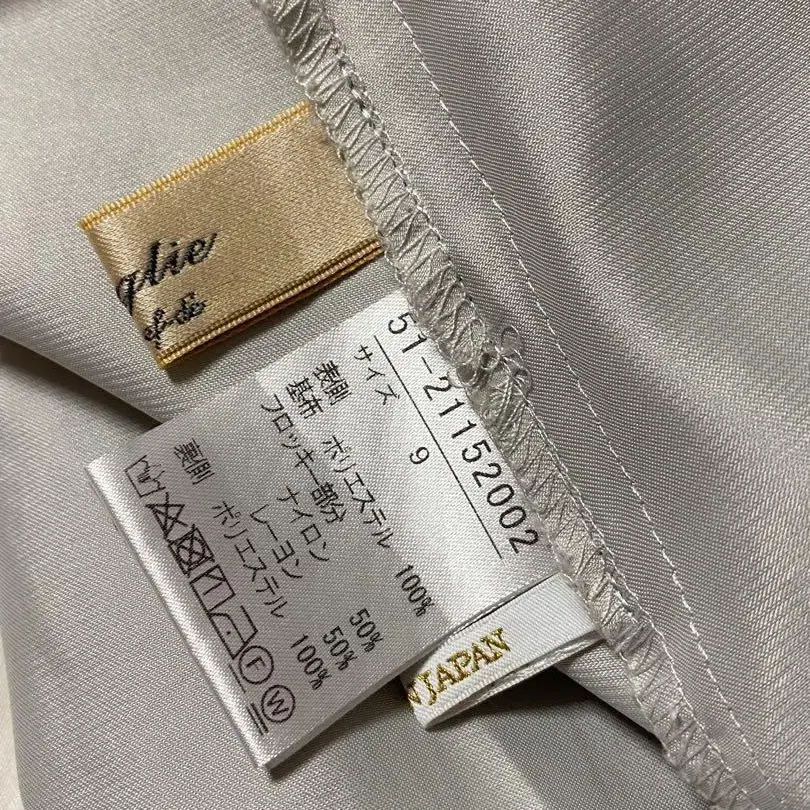 51-21152002
サイズ 9
表側 ポリエステル 100%
基布
フロッキー部分
ナイロン 50%
レーヨン 50%
裏側 ポリエステル 100%
F
W
JAPAN